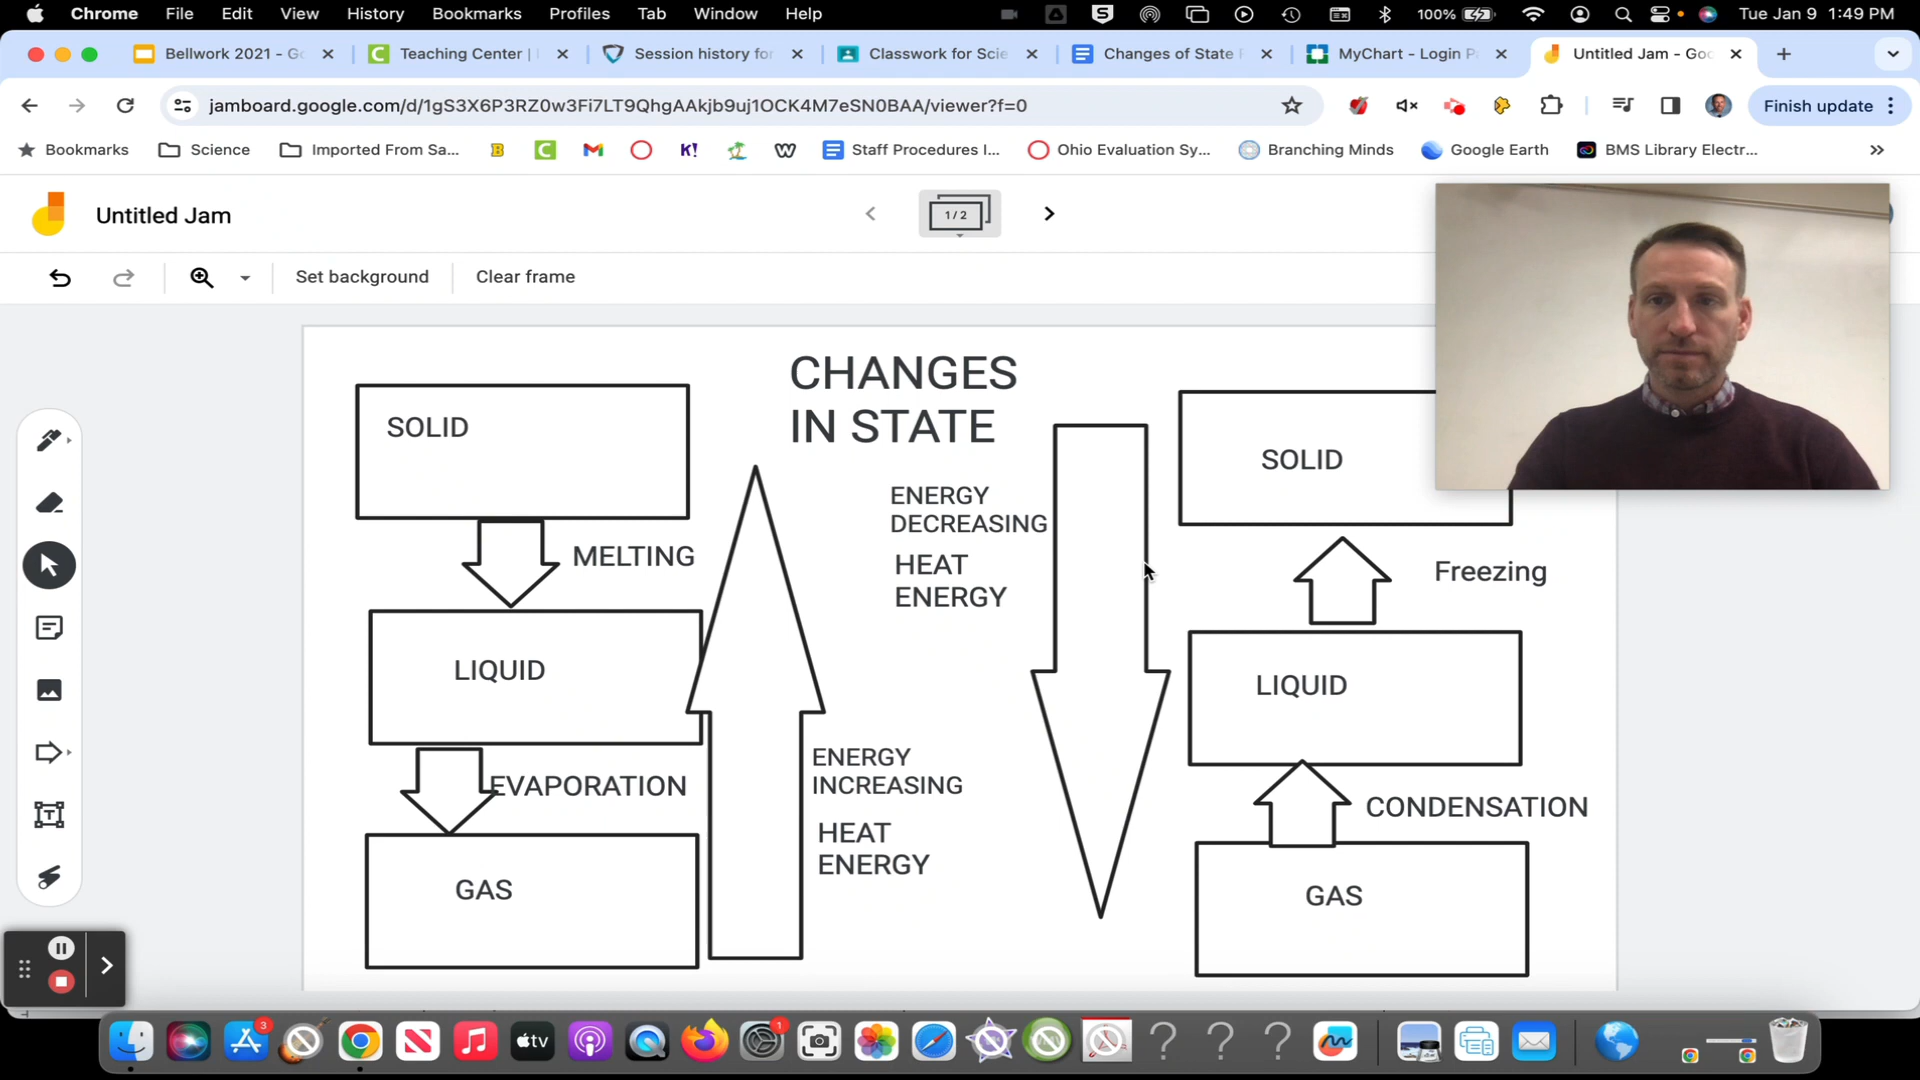 Chrome File Edit View History Bookmarks Profiles Tab Window Help 100% Tue Jan 9 1:49 PM
Bellwork 2021 - Go Teaching Center | Session history for Classwork for Scie Changes of State MyChart - Login P Untitled Jam - Goo
jamboard.google.com/d/1gS3X6P3RZ0w3Fi7LT9QhgAAkjb9uj1OCK4M7eSN0BAA/viewer?f=0 Finish update
Bookmarks Science Imported From Sa... B C K! W Staff Procedures I... Ohio Evaluation Sy... Branching Minds Google Earth BMS Library Electr... »
Untitled Jam 1 / 2
Set background Clear frame
CHANGES
IN STATE
SOLID
MELTING
LIQUID
EVAPORATION
GAS
ENERGY
DECREASING
HEAT
ENERGY
ENERGY
INCREASING
HEAT
ENERGY
SOLID
Freezing
LIQUID
CONDENSATION
GAS
3 tv 1 ? ? ?